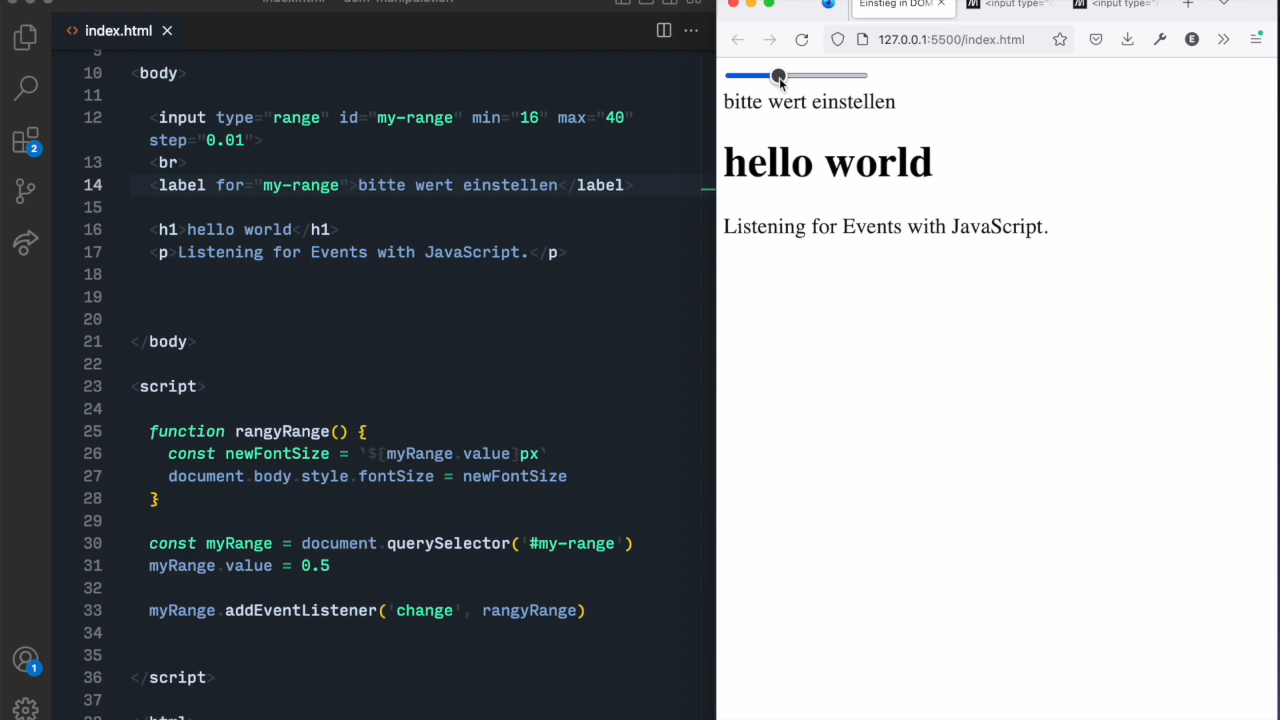 index.html
9
10 <body>
11
12 <input type="range" id="my-range" min="16" max="40"
step="0.01">
13 <br>
14 <label for="my-range">bitte wert einstellen</label>
15
16 <h1>hello world</h1>
17 <p>Listening for Events with JavaScript.</p>
18
19
20
21 </body>
22
23 <script>
24
25 function rangyRange() {
26 const newFontSize = `${myRange.value}px`
27 document.body.style.fontSize = newFontSize
28 }
29
30 const myRange = document.querySelector('#my-range')
31 myRange.value = 0.5
32
33 myRange.addEventListener('change', rangyRange)
34
35
36 </script>
37
38 </html>
2
1
Einstieg in DOM
<input type="
<input type="
127.0.0.1:5500/index.html
bitte wert einstellen
hello world
Listening for Events with JavaScript.